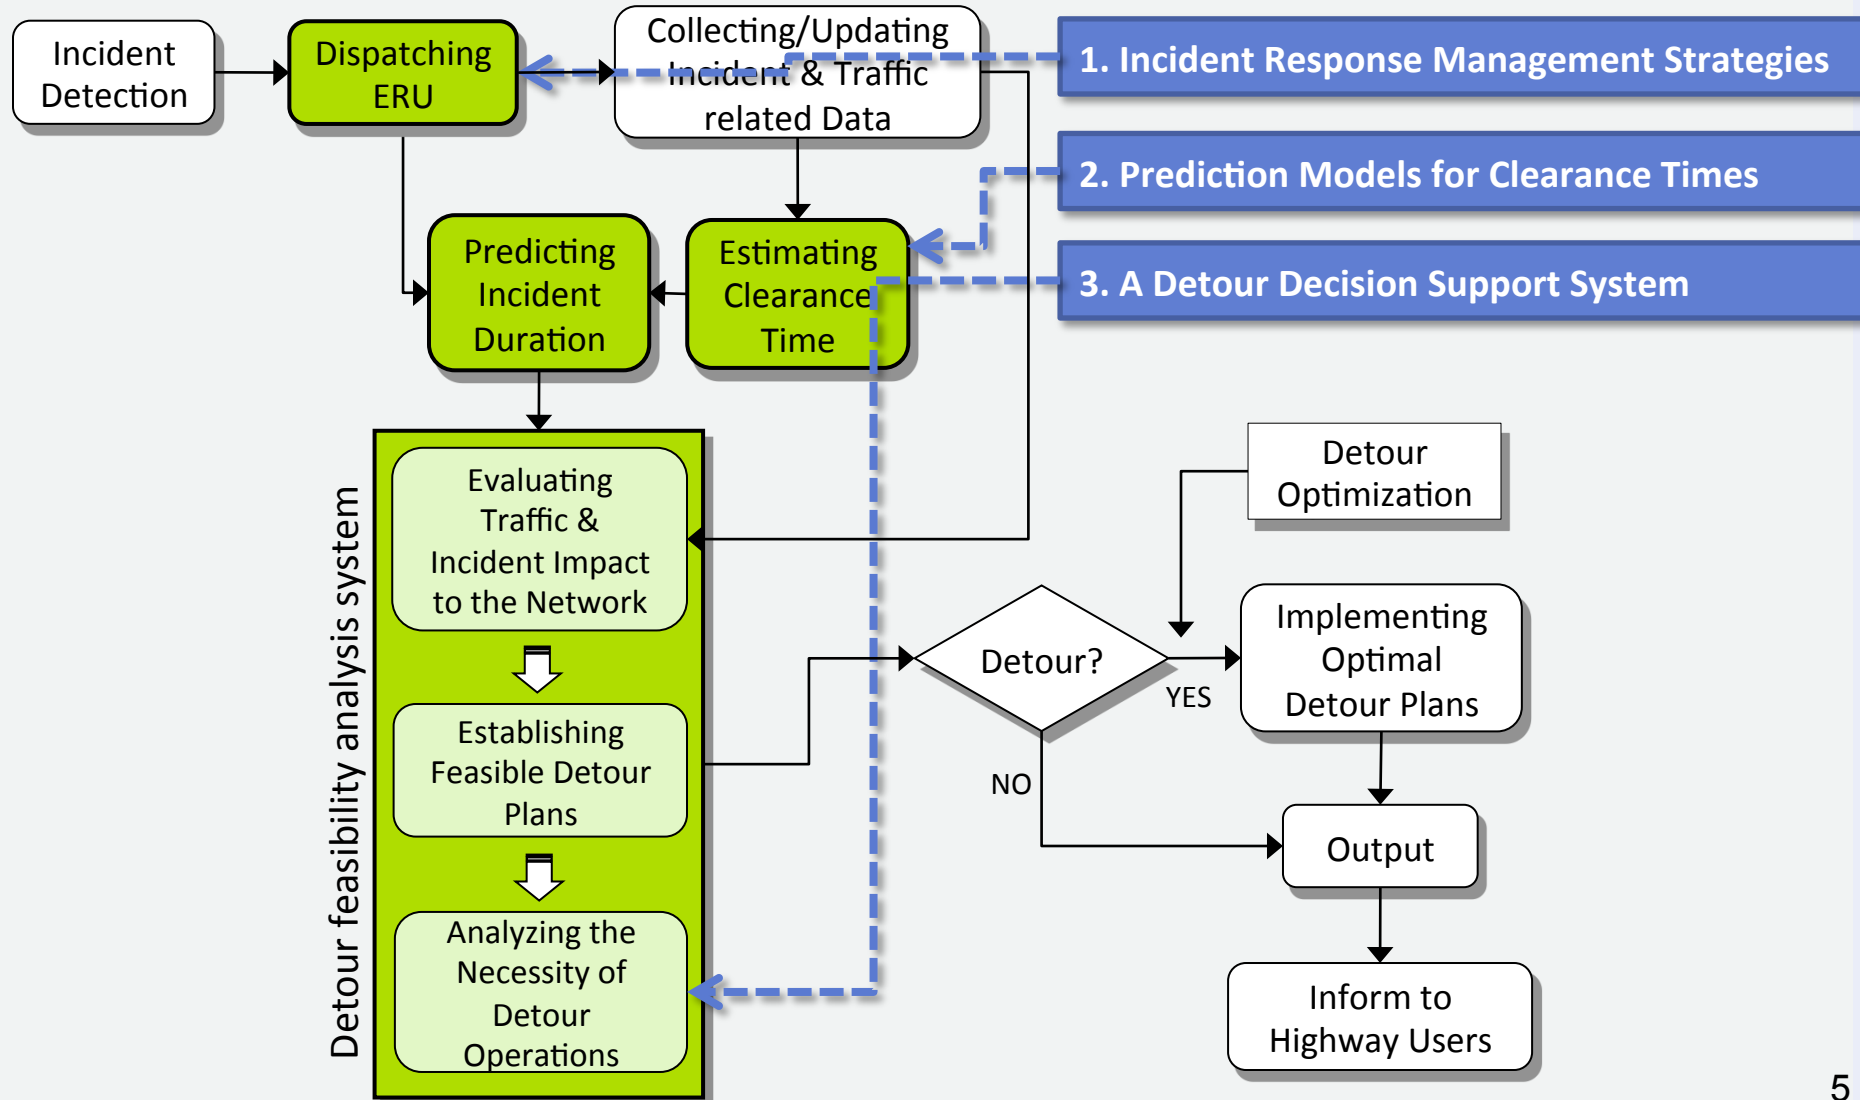 Incident
Detection
Dispatching
ERU
Collecting/Updating
Incident & Traffic
related Data
1. Incident Response Management Strategies
2. Prediction Models for Clearance Times
3. A Detour Decision Support System
Predicting
Incident
Duration
Estimating
Clearance
Time
Detour feasibility analysis system
Evaluating
Traffic &
Incident Impact
to the Network
Establishing
Feasible Detour
Plans
Analyzing the
Necessity of
Detour
Operations
Detour
Optimization
Detour?
YES
NO
Implementing
Optimal
Detour Plans
Output
Inform to
Highway Users
5